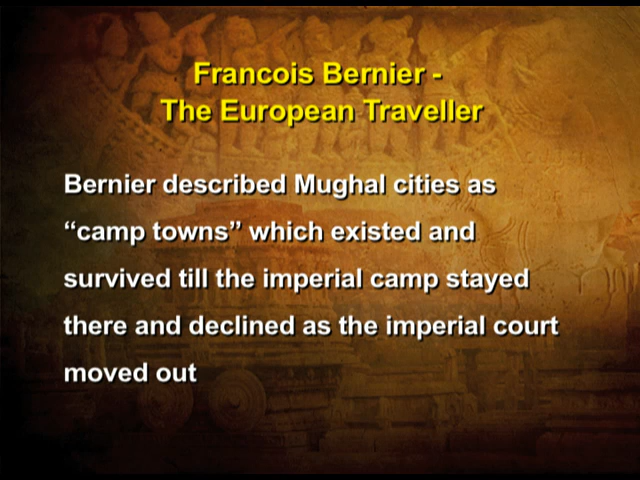 Francois Bernier -
The European Traveller
Bernier described Mughal cities as
“camp towns” which existed and
survived till the imperial camp stayed
there and declined as the imperial court
moved out